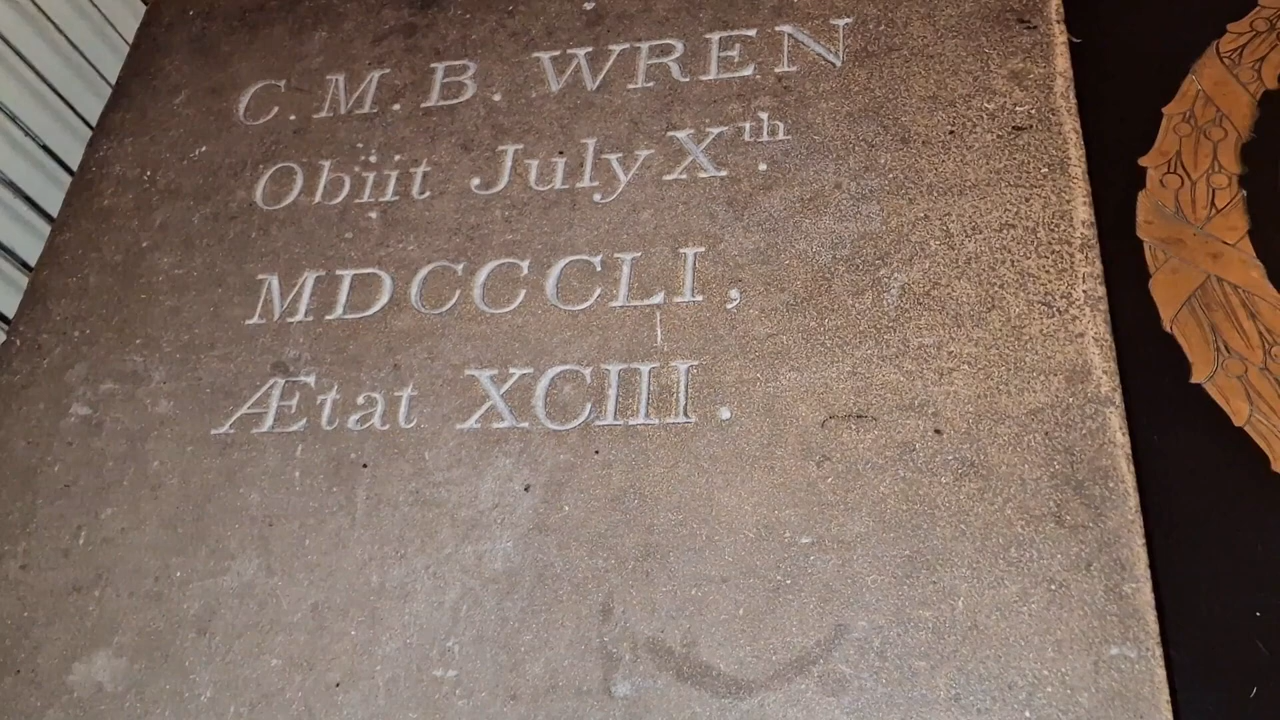 C. M. B. WREN
Obiit July Xth.
MDCCCLI,
Ætat XCIII.